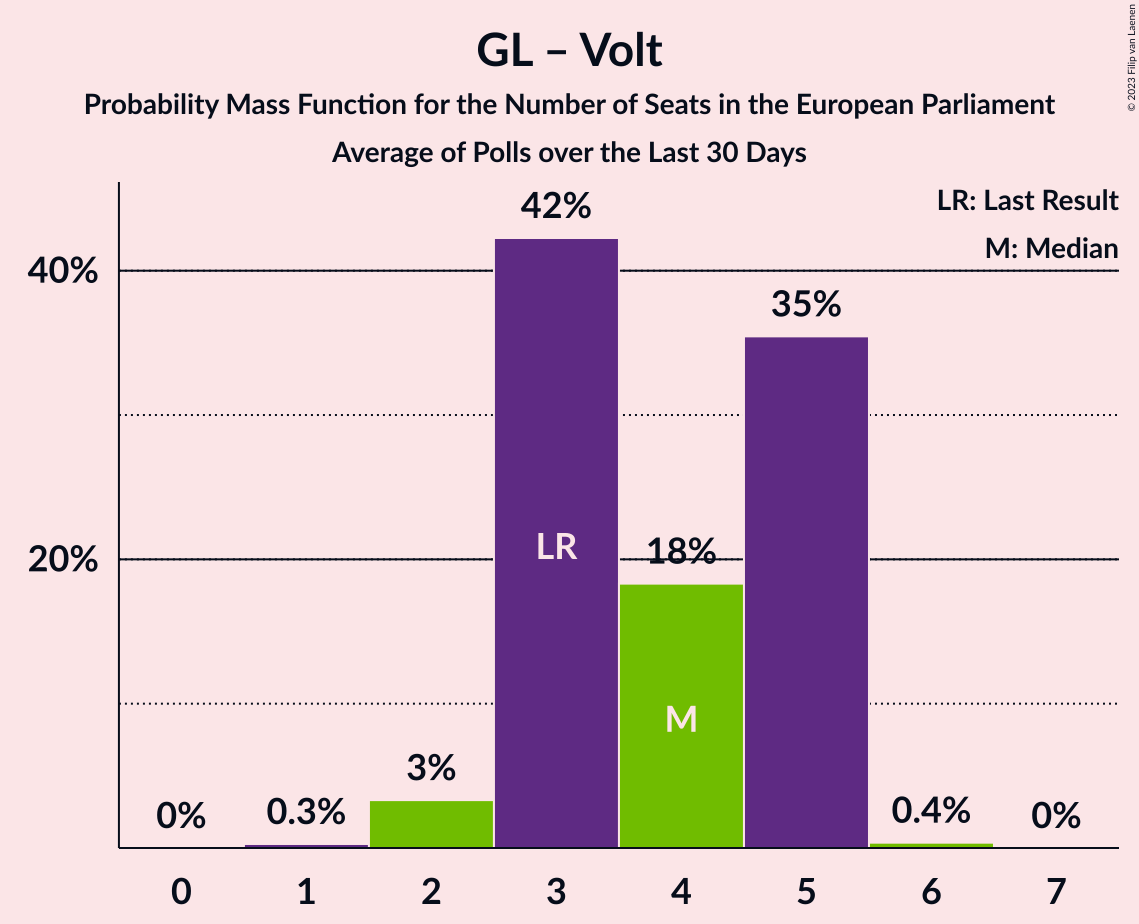 GL – Volt
Probability Mass Function for the Number of Seats in the European Parliament
Average of Polls over the Last 30 Days
© 2023 Filip van Laenen
LR: Last Result
M: Median
42%
40%
35%
20%
LR
18%
M
3%
0%
0.3%
0.4%
0%
0 1 2 3 4 5 6 7